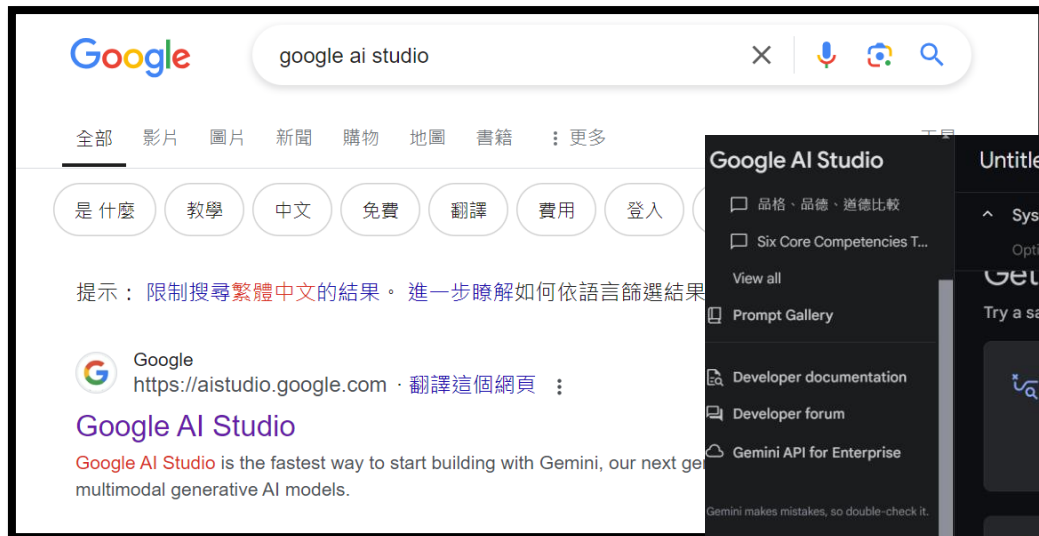 Google
google ai studio
全部 影片 圖片 新聞 購物 地圖 書籍 更多
是什麼 教學 中文 免費 翻譯 費用 登入
提示： 限制搜尋繁體中文的結果。 進一步瞭解如何依語言篩選結果
Google
https://aistudio.google.com · 翻譯這個網頁
Google AI Studio
Google AI Studio is the fastest way to start building with Gemini, our next
multimodal generative AI models.
Google AI Studio
品格、品德、道德比較
Six Core Competencies T...
View all
Prompt Gallery
Developer documentation
Developer forum
Gemini API for Enterprise
Gemini makes mistakes, so double-check it.
Untitle
Sys
Opti
Get
Try a sa